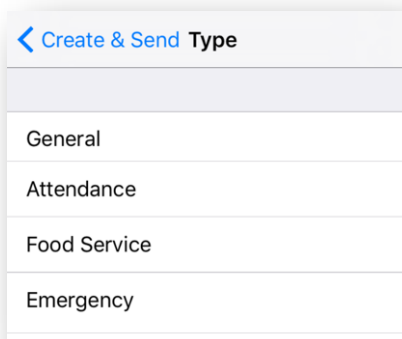 Create & Send Type
General
Attendance
Food Service
Emergency